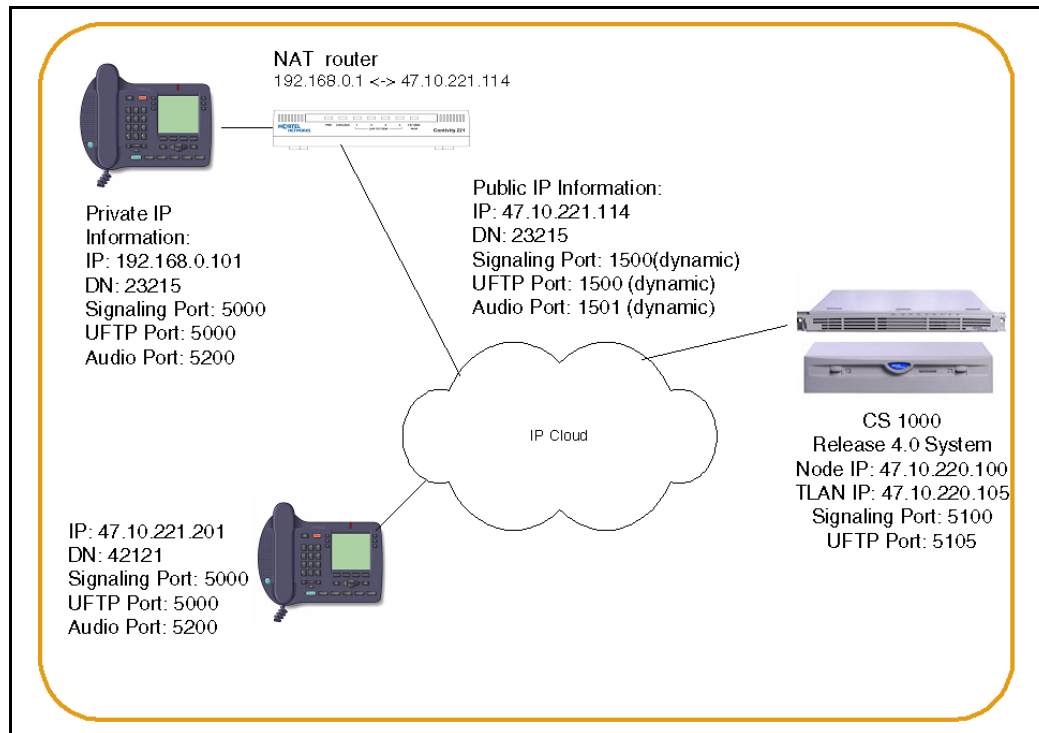 NAT router
192.168.0.1 <-> 47.10.221.114
NORTEL
NETWORKS
Contivity 221
Private IP
Information:
IP: 192.168.0.101
DN: 23215
Signaling Port: 5000
UFTP Port: 5000
Audio Port: 5200
Public IP Information:
IP: 47.10.221.114
DN: 23215
Signaling Port: 1500(dynamic)
UFTP Port: 1500 (dynamic)
Audio Port: 1501 (dynamic)
IP Cloud
CS 1000
Release 4.0 System
Node IP: 47.10.220.100
TLAN IP: 47.10.220.105
Signaling Port: 5100
UFTP Port: 5105
IP: 47.10.221.201
DN: 42121
Signaling Port: 5000
UFTP Port: 5000
Audio Port: 5200